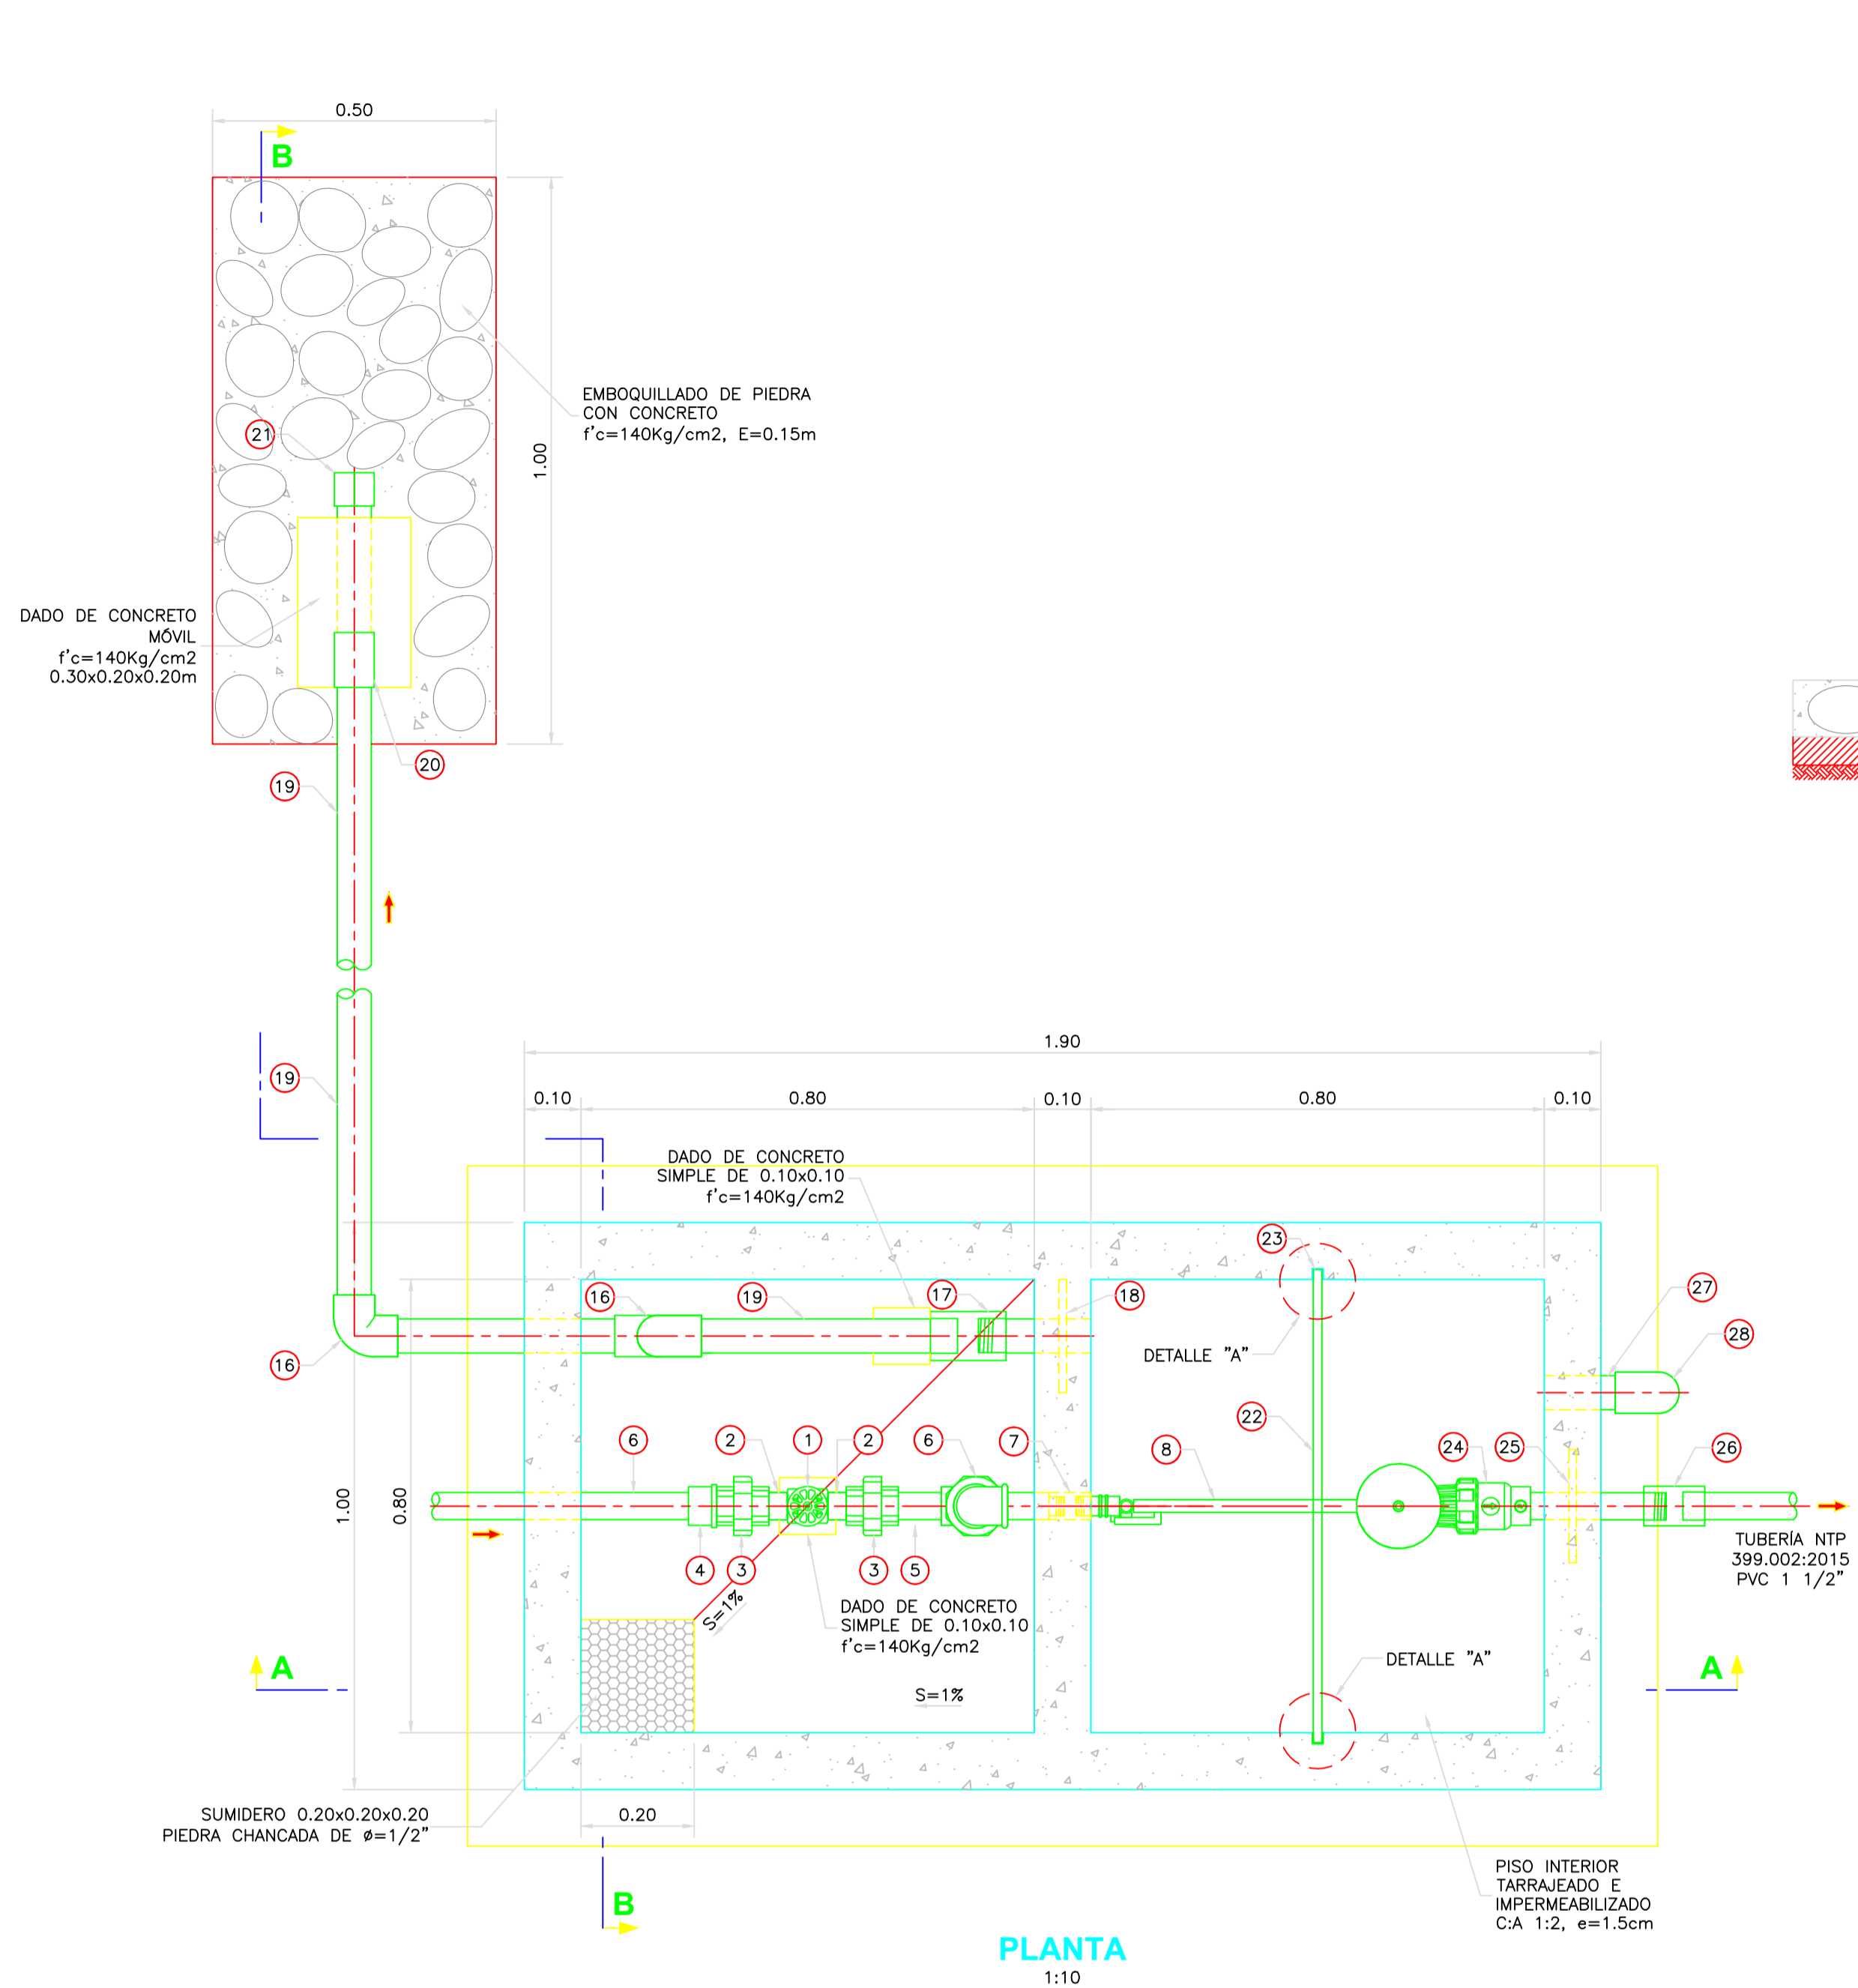 0.50
B
EMBOQUILLADO DE PIEDRA
CON CONCRETO
f'c=140Kg/cm2, E=0.15m
21
1.00
DADO DE CONCRETO
MÓVIL
f'c=140Kg/cm2
0.30x0.20x0.20m
20
19
19
1.90
0.10
0.80
0.10
0.80
0.10
DADO DE CONCRETO
SIMPLE DE 0.10x0.10
f'c=140Kg/cm2
23
16
19
17
18
27
28
16
DETALLE "A"
22
6
2
1
2
6
7
8
24
25
26
1.00
0.80
4
3
3
5
TUBERÍA NTP
399.002:2015
PVC 1 1/2"
S=1%
DADO DE CONCRETO
SIMPLE DE 0.10x0.10
f'c=140Kg/cm2
DETALLE "A"
A
A
S=1%
SUMIDERO 0.20x0.20x0.20
PIEDRA CHANCADA DE ø=1/2"
0.20
PISO INTERIOR
TARRAJEADO E
IMPERMEABILIZADO
C:A 1:2, e=1.5cm
B
PLANTA
1:10